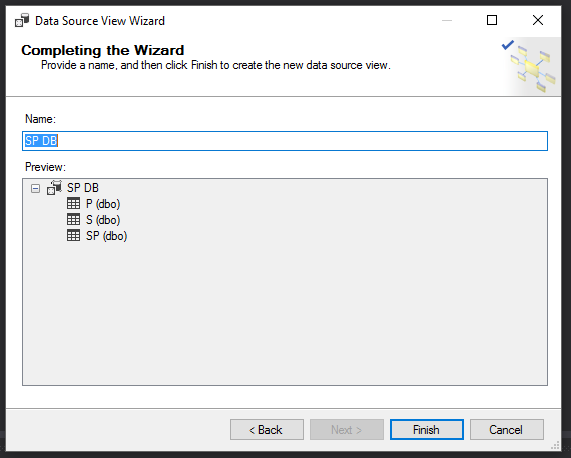 Data Source View Wizard
Completing the Wizard
Provide a name, and then click Finish to create the new data source view.
Name:
SP DB
Preview:
SP DB
P (dbo)
S (dbo)
SP (dbo)
< Back
Next >
Finish
Cancel